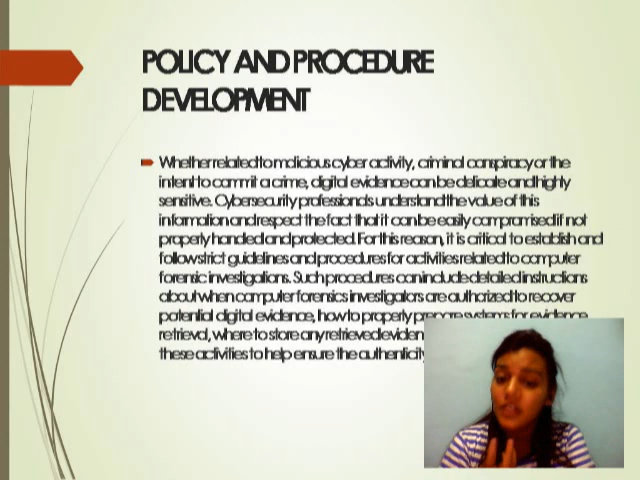 POLICY AND PROCEDURE
DEVELOPMENT
Whether related to malicious cyber activity, criminal conspiracy or the
intent to commit a crime, digital evidence can be delicate and highly
sensitive. Cybersecurity professionals understand the value of this
information and respect the fact that it can be easily compromised if not
properly handled and protected. For this reason, it is critical to establish and
follow strict guidelines and procedures for activities related to computer
forensic investigations. Such procedures can include detailed instructions
about when computer forensics investigators are authorized to recover
potential digital evidence, how to properly prepare systems for evidence
retrieval, where to store any retrieved
these activities to help ensure the authenticity